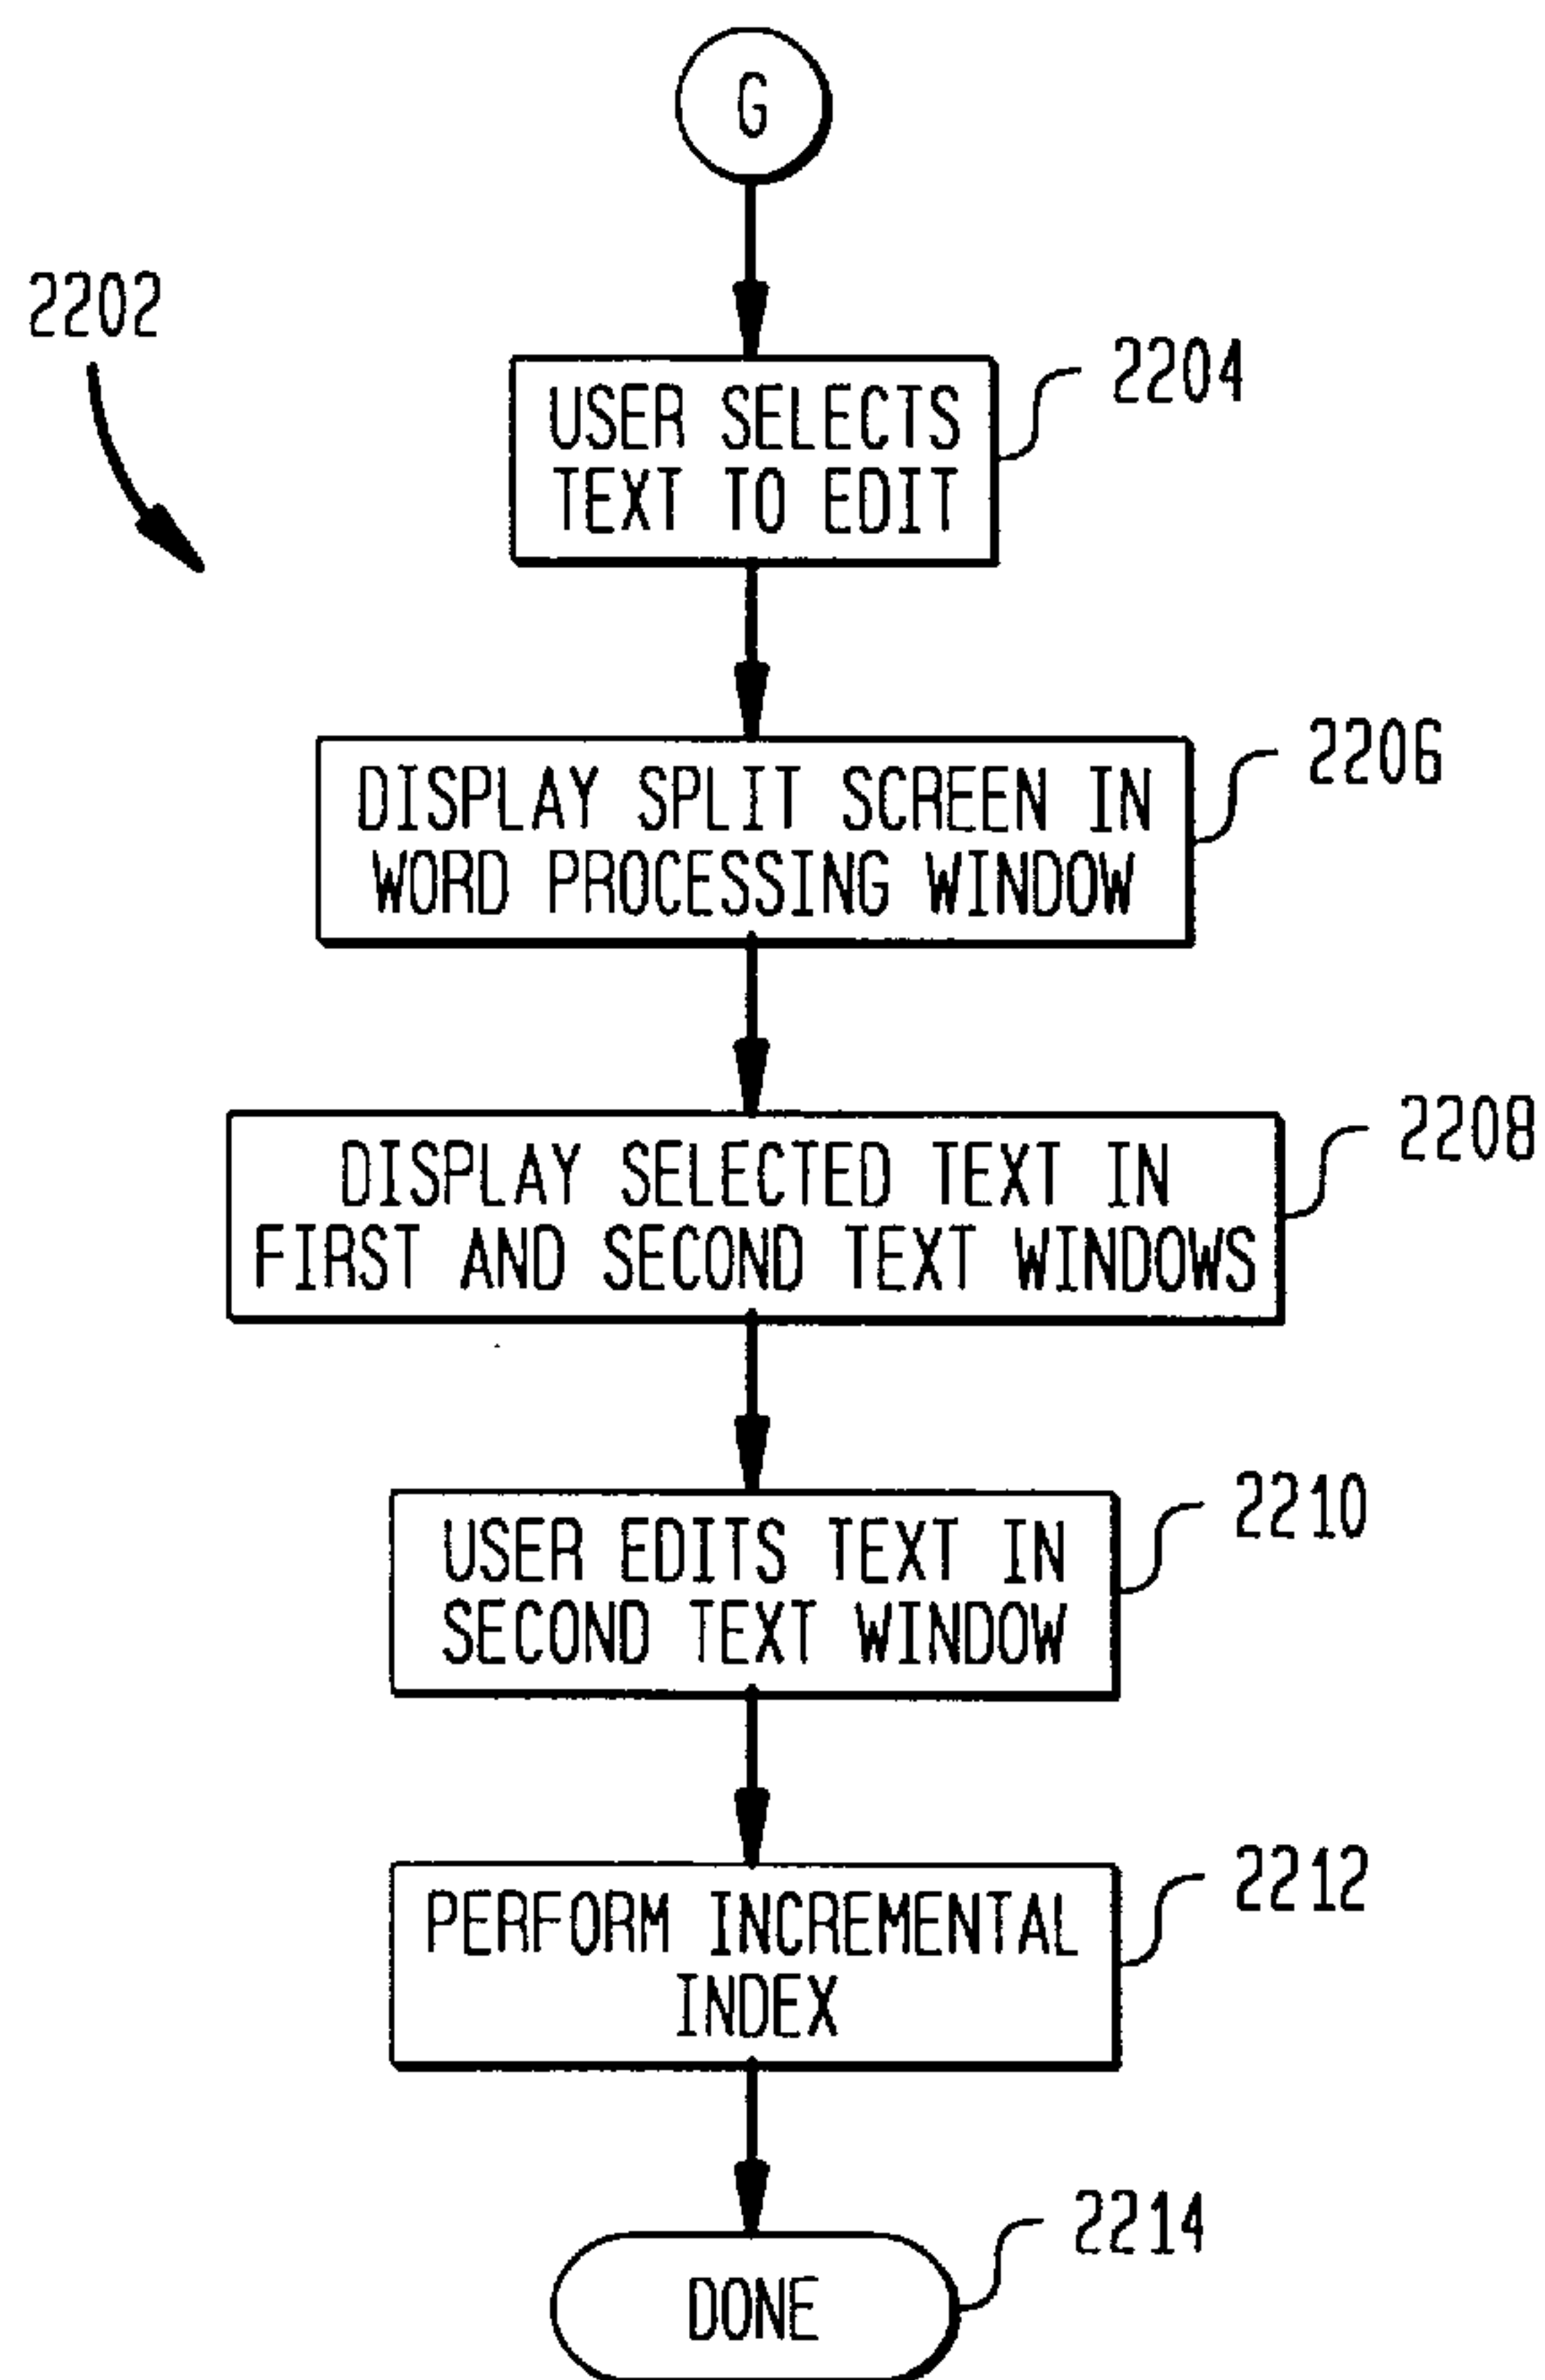 G
2202
2204
USER SELECTS
TEXT TO EDIT
2206
DISPLAY SPLIT SCREEN IN
WORD PROCESSING WINDOW
2208
DISPLAY SELECTED TEXT IN
FIRST AND SECOND TEXT WINDOWS
2210
USER EDITS TEXT IN
SECOND TEXT WINDOW
2212
PERFORM INCREMENTAL
INDEX
2214
DONE